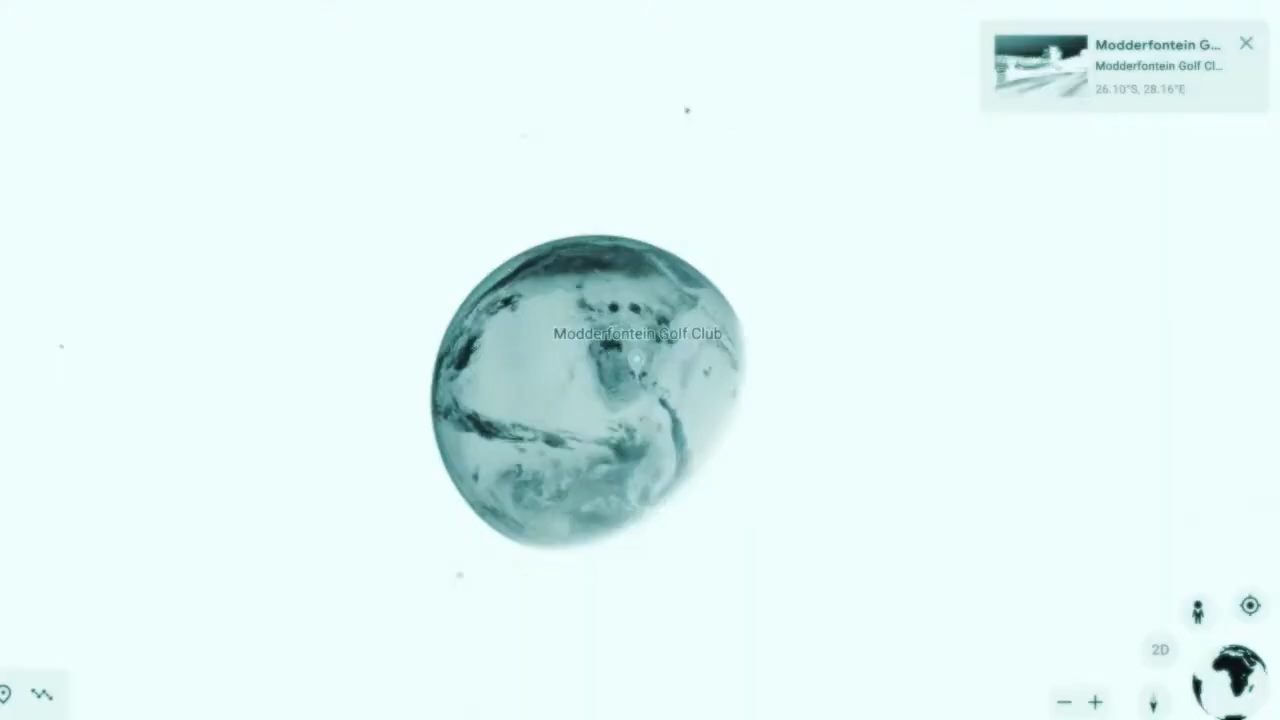 Modderfontein G...
Modderfontein Golf Cl...
26.10°S, 28.16°E
Modderfontein Golf Club
2D